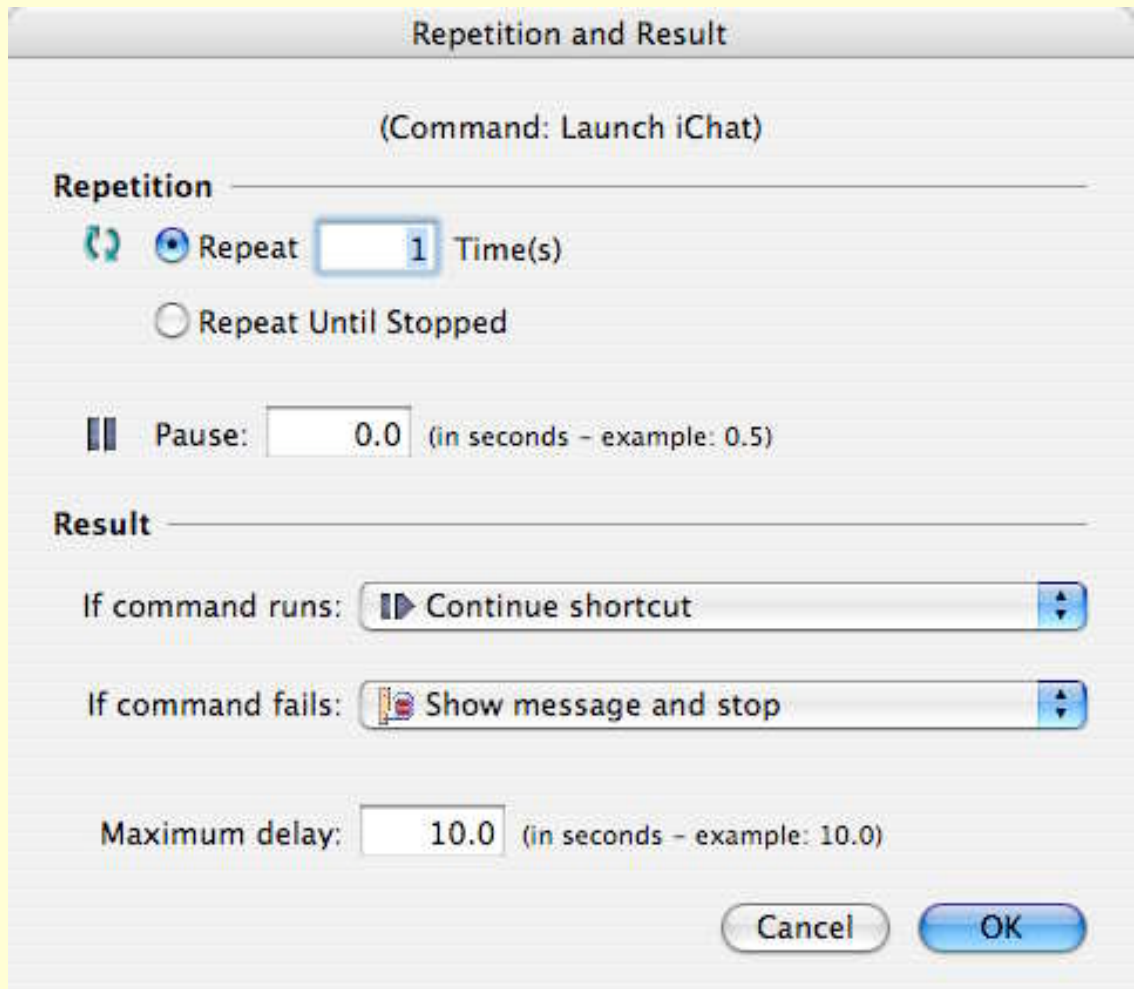 Repetition and Result
(Command: Launch iChat)
Repetition
Repeat 1 Time(s)
Repeat Until Stopped
Pause: 0.0 (in seconds – example: 0.5)
Result
If command runs: Continue shortcut
If command fails: Show message and stop
Maximum delay: 10.0 (in seconds – example: 10.0)
Cancel OK